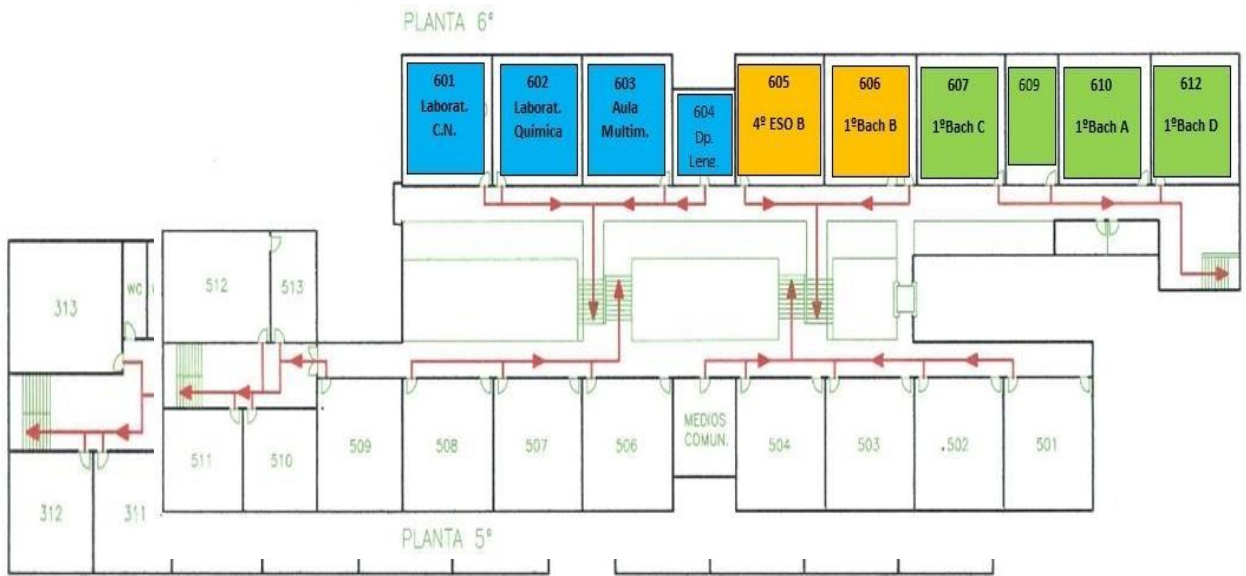 PLANTA 6ª
601
Laborat.
C.N.
602
Laborat.
Química
603
Aula
Multim.
604
Dp.
Leng.
605
4º ESO B
606
1ºBach B
607
1ºBach C
609
610
1ºBach A
612
1ºBach D
313
WC
512
513
312
311
511
510
509
508
507
506
MEDIOS
COMUN.
504
503
.502
501
PLANTA 5ª